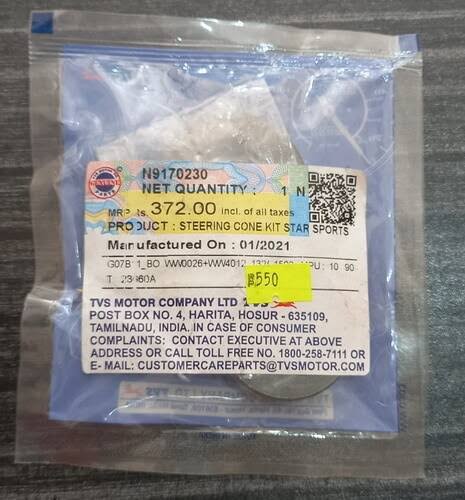 N9170230
NET QUANTITY : 1 N
MRP Rs. 372.00 incl. of all taxes
PRODUCT : STEERING CONE KIT STAR SPORTS
Manufactured On : 01/2021
550
TVS MOTOR COMPANY LTD TVS
POST BOX NO. 4, HARITA, HOSUR - 635109,
TAMILNADU, INDIA. IN CASE OF CONSUMER
COMPLAINTS: CONTACT EXECUTIVE AT ABOVE
ADDRESS OR CALL TOLL FREE NO. 1800-258-7111 OR
E- MAIL: CUSTOMERCAREPARTS@TVSMOTOR.COM